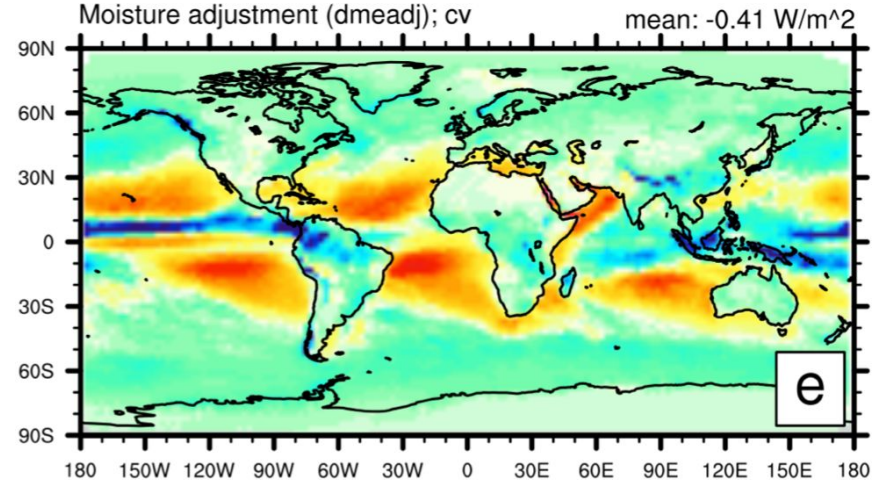 Moisture adjustment (dmeadj); cv mean: -0.41 W/m^2
90N
60N
30N
0
30S
60S
90S
e
180 150W 120W 90W 60W 30W 0 30E 60E 90E 120E 150E 180